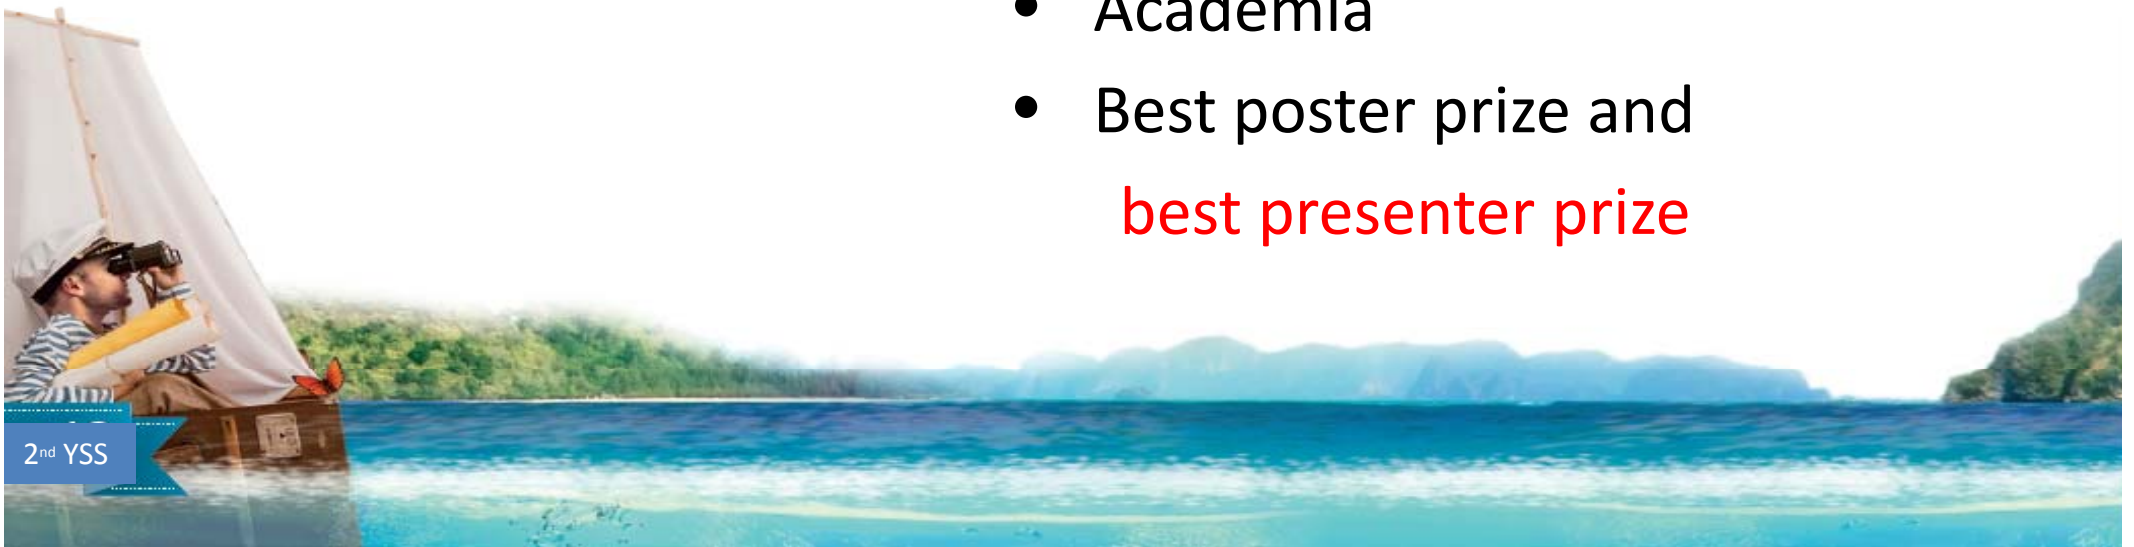 • Academia
• Best poster prize and
best presenter prize
2nd YSS